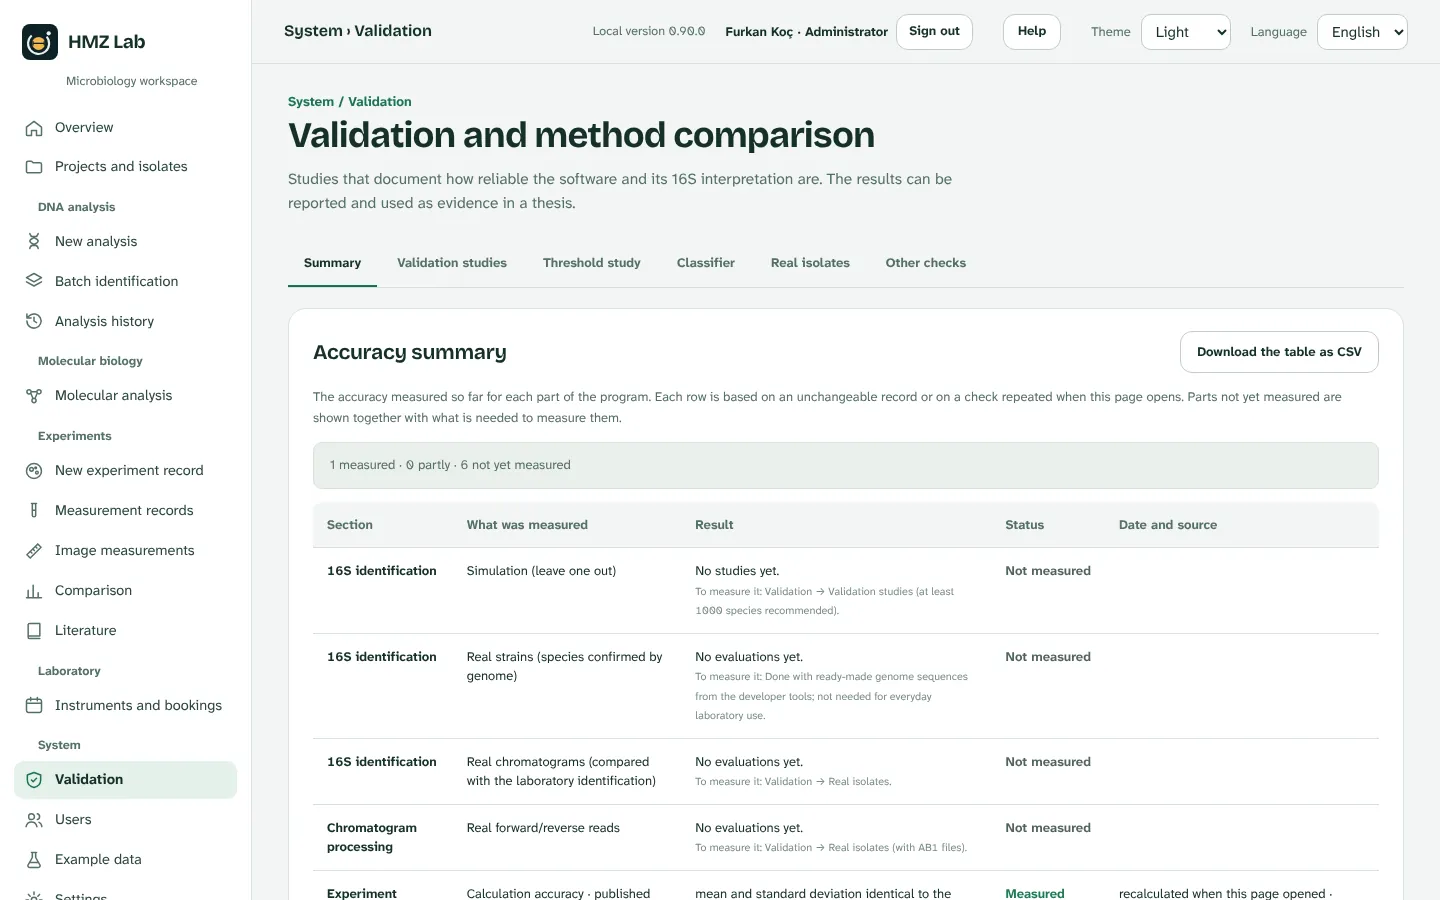 HMZ Lab
Microbiology workspace
Overview
Projects and isolates
DNA analysis
New analysis
Batch identification
Analysis history
Molecular biology
Molecular analysis
Experiments
New experiment record
Measurement records
Image measurements
Comparison
Literature
Laboratory
Instruments and bookings
System
Validation
Users
Example data
Settings
System › Validation
Local version 0.90.0
Furkan Koç · Administrator
Sign out
Help
Theme
Light
Language
English
System / Validation
Validation and method comparison
Studies that document how reliable the software and its 16S interpretation are. The results can be
reported and used as evidence in a thesis.
Summary
Validation studies
Threshold study
Classifier
Real isolates
Other checks
Accuracy summary
Download the table as CSV
The accuracy measured so far for each part of the program. Each row is based on an unchangeable record or on a check repeated when this page opens. Parts not yet measured are
shown together with what is needed to measure them.
1 measured · 0 partly · 6 not yet measured
Section
What was measured
Result
Status
Date and source
16S identification
Simulation (leave one out)
No studies yet.
To measure it: Validation → Validation studies (at least
1000 species recommended).
Not measured
16S identification
Real strains (species confirmed by
genome)
No evaluations yet.
To measure it: Done with ready-made genome sequences
from the developer tools; not needed for everyday
laboratory use.
Not measured
16S identification
Real chromatograms (compared
with the laboratory identification)
No evaluations yet.
To measure it: Validation → Real isolates.
Not measured
Chromatogram
processing
Real forward/reverse reads
No evaluations yet.
To measure it: Validation → Real isolates (with AB1 files).
Not measured
Experiment
Calculation accuracy · published
mean and standard deviation identical to the
Measured
recalculated when this page opened ·